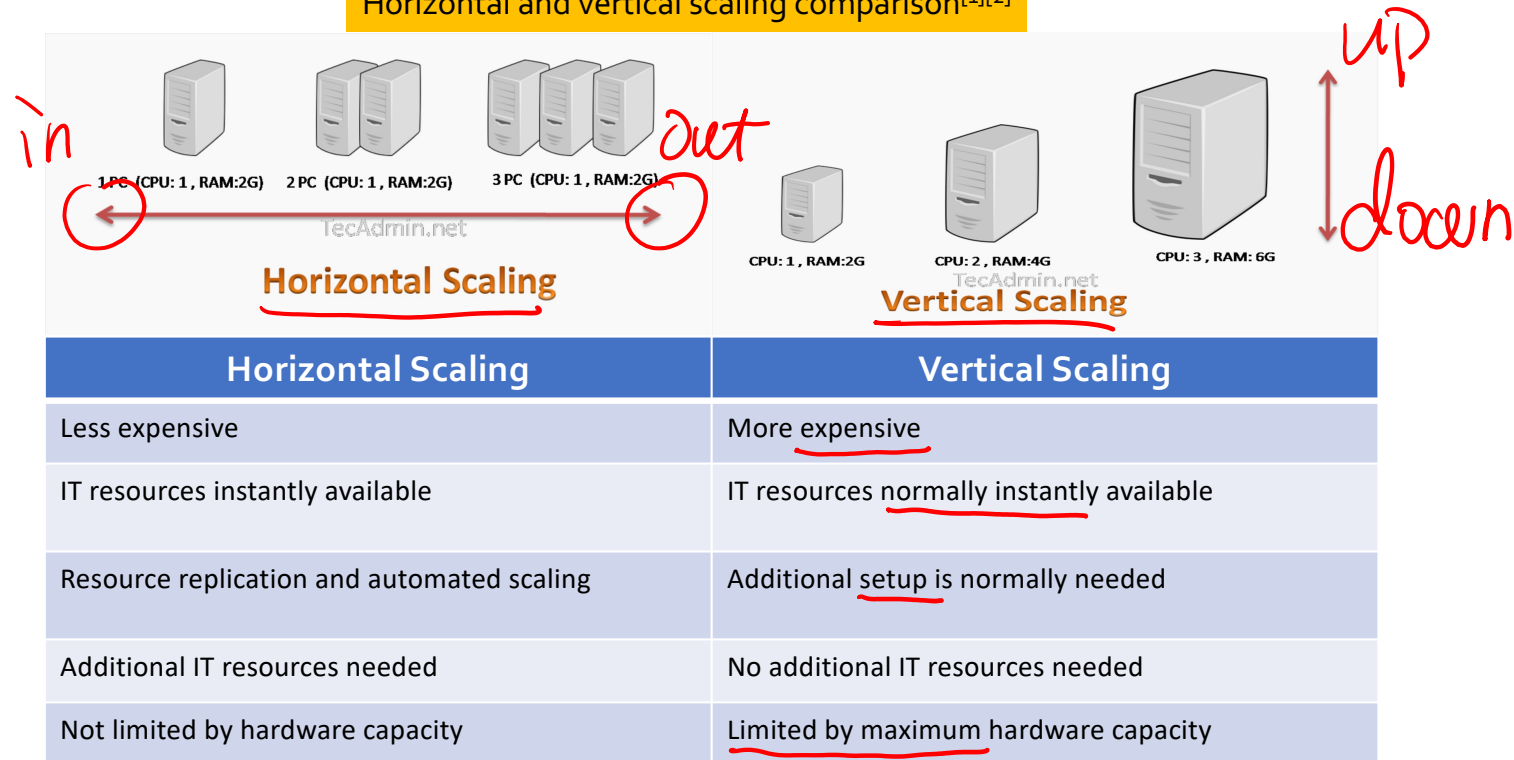 Horizontal and vertical scaling comparison[1][2]
in
out
up
down
1 PC (CPU: 1 , RAM:2G)
2 PC (CPU: 1 , RAM:2G)
3 PC (CPU: 1 , RAM:2G)
TecAdmin.net
Horizontal Scaling
CPU: 1 , RAM:2G
CPU: 2 , RAM:4G
CPU: 3 , RAM: 6G
TecAdmin.net
Vertical Scaling
Horizontal Scaling
Vertical Scaling
Less expensive
More expensive
IT resources instantly available
IT resources normally instantly available
Resource replication and automated scaling
Additional setup is normally needed
Additional IT resources needed
No additional IT resources needed
Not limited by hardware capacity
Limited by maximum hardware capacity